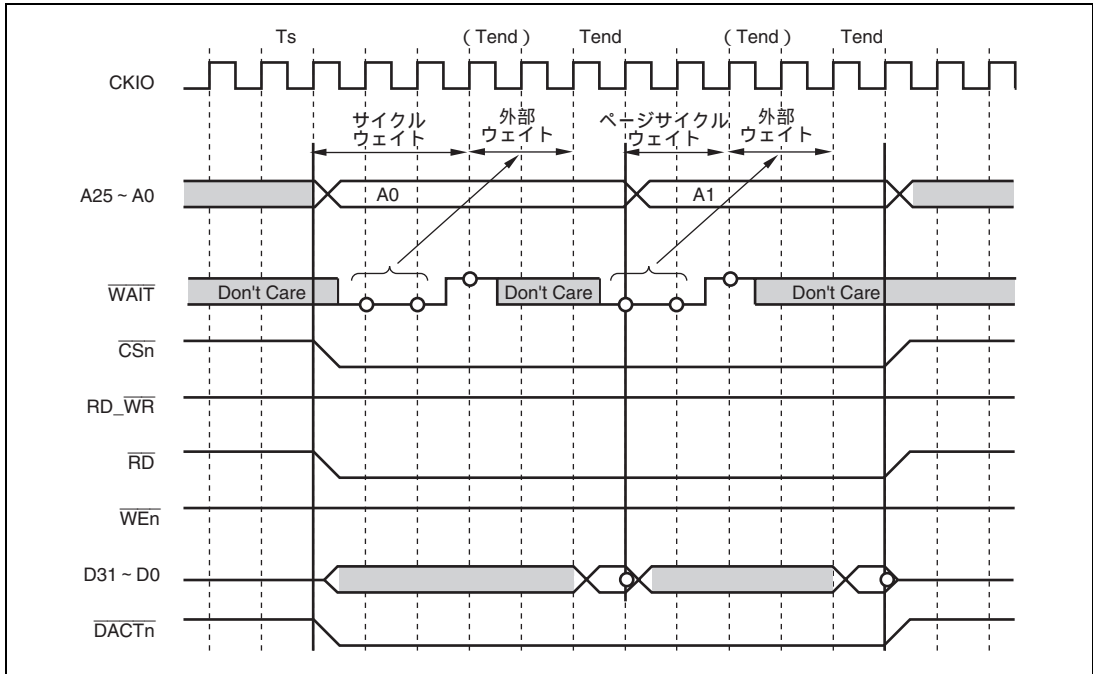 Ts ( Tend ) Tend ( Tend ) Tend
CKIO
サイクル
ウェイト
外部
ウェイト
ページサイクル
ウェイト
外部
ウェイト
A25 ~ A0 A0 A1
WAIT Don't Care Don't Care Don't Care
CSn
RD_WR
RD
WEn
D31 ~ D0
DACTn